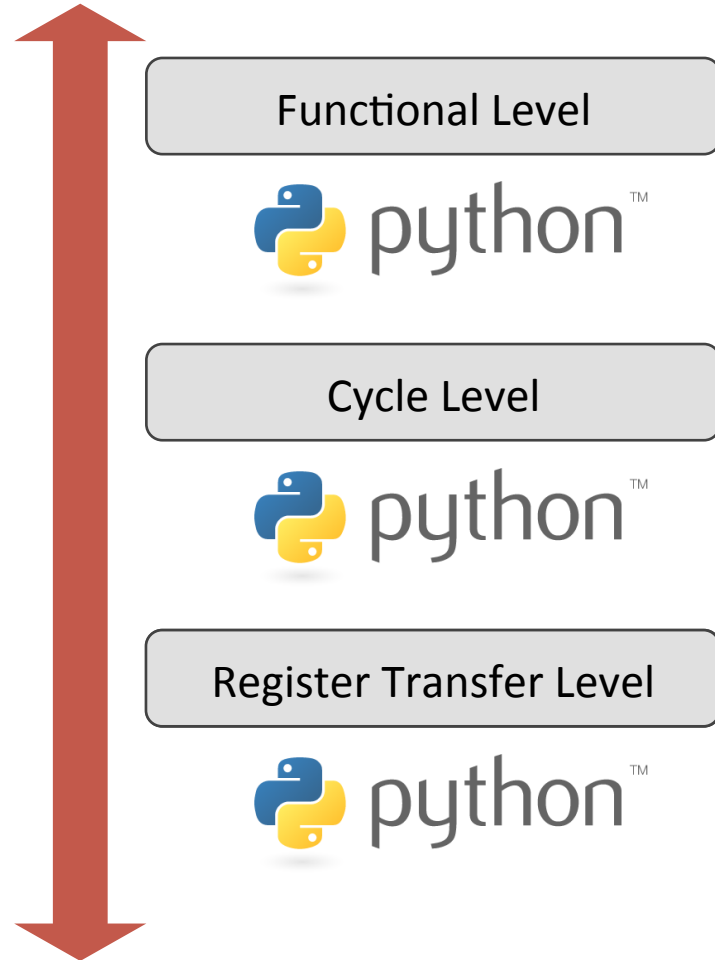 Functional Level
python™
Cycle Level
python™
Register Transfer Level
python™